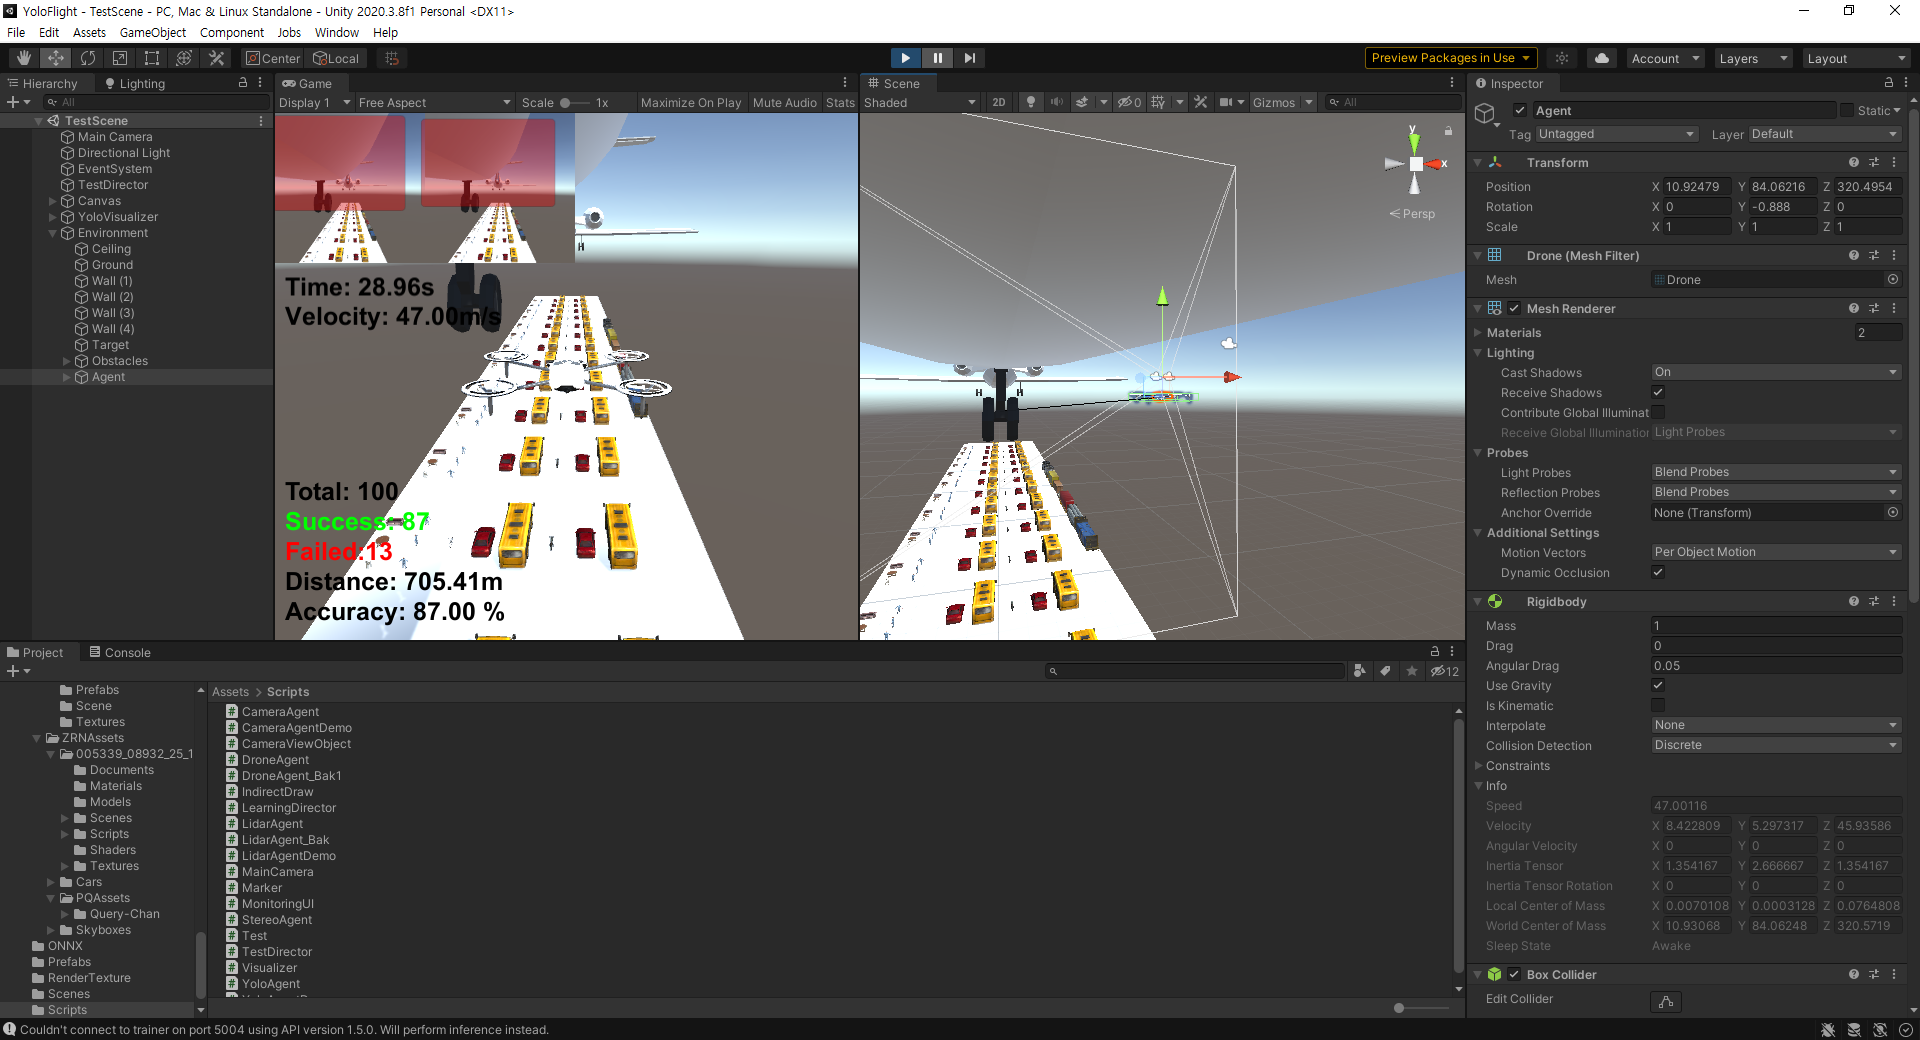 YoloFlight - TestScene - PC, Mac & Linux Standalone - Unity 2020.3.8f1 Personal <DX11>
File Edit Assets GameObject Component Jobs Window Help
Center Local Preview Packages in Use Account Layers Layout
Hierarchy Lighting
All
TestScene
Main Camera
Directional Light
EventSystem
TestDirector
Canvas
YoloVisualizer
Environment
Ceiling
Ground
Wall (1)
Wall (2)
Wall (3)
Wall (4)
Target
Obstacles
Agent
Game
Display 1 Free Aspect Scale 1x Maximize On Play Mute Audio Stats
Time: 28.96s
Velocity: 47.00m/s
Total: 100
Success: 87
Failed:13
Distance: 705.41m
Accuracy: 87.00 %
Scene
Shaded 2D 0 Gizmos All
y
x
Persp
Inspector
Agent Static
Tag Untagged Layer Default
Transform
Position X 10.92479 Y 84.06216 Z 320.4954
Rotation X 0 Y -0.888 Z 0
Scale X 1 Y 1 Z 1
Drone (Mesh Filter)
Mesh Drone
Mesh Renderer
Materials 2
Lighting
Cast Shadows On
Receive Shadows
Contribute Global Illuminat
Receive Global Illumination Light Probes
Probes
Light Probes Blend Probes
Reflection Probes Blend Probes
Anchor Override None (Transform)
Additional Settings
Motion Vectors Per Object Motion
Dynamic Occlusion
Rigidbody
Mass 1
Drag 0
Angular Drag 0.05
Use Gravity
Is Kinematic
Interpolate None
Collision Detection Discrete
Constraints
Info
Speed 47.00116
Velocity X 8.422809 Y 5.297317 Z 45.93586
Angular Velocity X 0 Y 0 Z 0
Inertia Tensor X 1.354167 Y 2.666667 Z 1.354167
Inertia Tensor Rotation X 0 Y 0 Z 0
Local Center of Mass X 0.0070108 Y 0.0003128 Z 0.0764808
World Center of Mass X 10.93068 Y 84.06248 Z 320.5719
Sleep State Awake
Box Collider
Edit Collider
Project Console
12
Prefabs
Scene
Textures
ZRNAssets
005339_08932_25_1
Documents
Materials
Models
Scenes
Scripts
Shaders
Textures
Cars
PQAssets
Query-Chan
Skyboxes
ONNX
Prefabs
RenderTexture
Scenes
Scripts
Assets > Scripts
CameraAgent
CameraAgentDemo
CameraViewObject
DroneAgent
DroneAgent_Bak1
IndirectDraw
LearningDirector
LidarAgent
LidarAgent_Bak
LidarAgentDemo
MainCamera
Marker
MonitoringUI
StereoAgent
Test
TestDirector
Visualizer
YoloAgent
Couldn't connect to trainer on port 5004 using API version 1.5.0. Will perform inference instead.